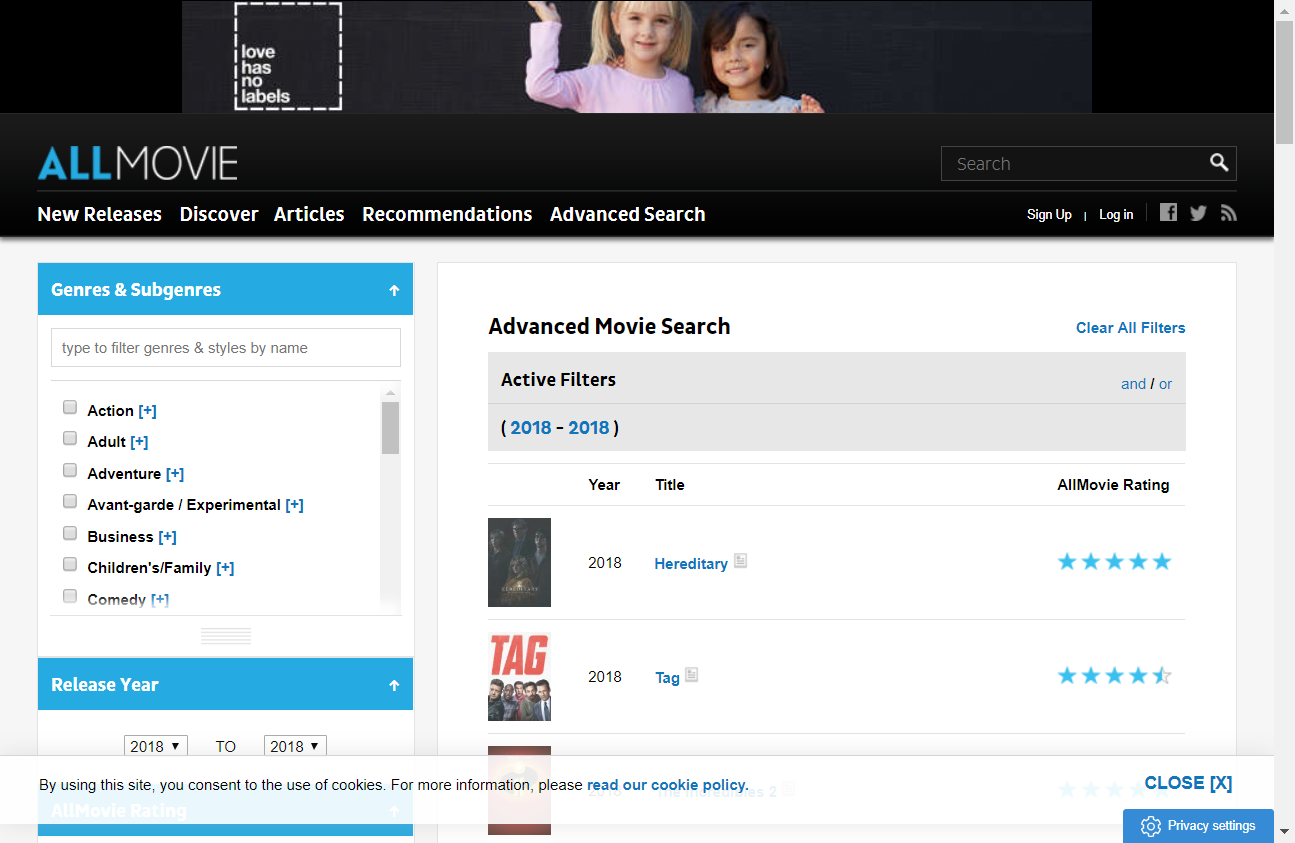 love
has
no
labels
ALLMOVIE
Search
New Releases Discover Articles Recommendations Advanced Search
Sign Up | Log in
Genres & Subgenres
type to filter genres & styles by name
Action [+]
Adult [+]
Adventure [+]
Avant-garde / Experimental [+]
Business [+]
Children's/Family [+]
Comedy [+]
Release Year
2018 TO 2018
AllMovie Rating
Advanced Movie Search
Clear All Filters
Active Filters
and / or
( 2018 - 2018 )
Year Title AllMovie Rating
HEREDITARY
2018 Hereditary
TAG
2018 Tag
2018 The Incredibles 2
By using this site, you consent to the use of cookies. For more information, please read our cookie policy.
CLOSE [X]
Privacy settings